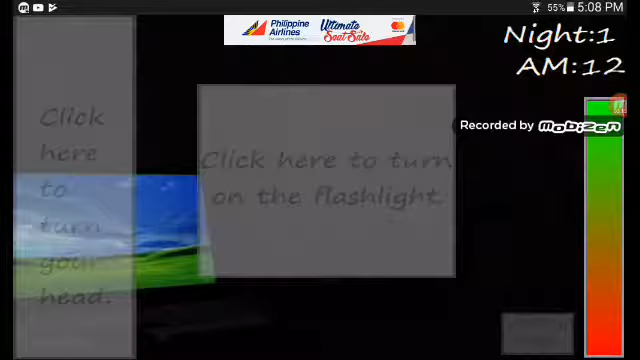 55% 5:08 PM
Philippine
Airlines
Ultimate
Seat Sale
Night:1
AM:12
Recorded by mobizen
Click
here
to
turn
your
head.
Click here to turn
on the flashlight.